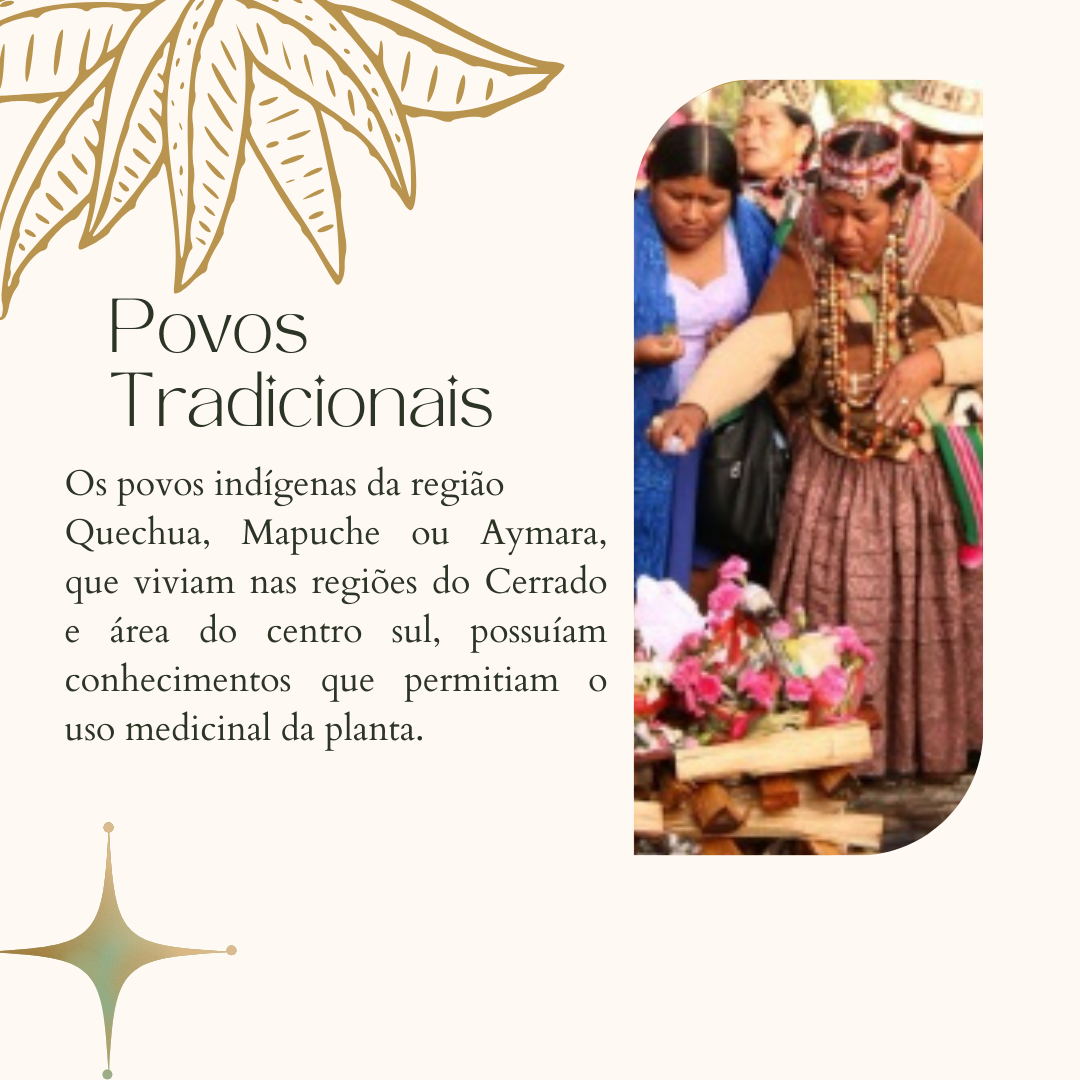 Povos
Tradicionais
Os povos indígenas da região
Quechua, Mapuche ou Aymara,
que viviam nas regiões do Cerrado
e área do centro sul, possuíam
conhecimentos que permitiam o
uso medicinal da planta.